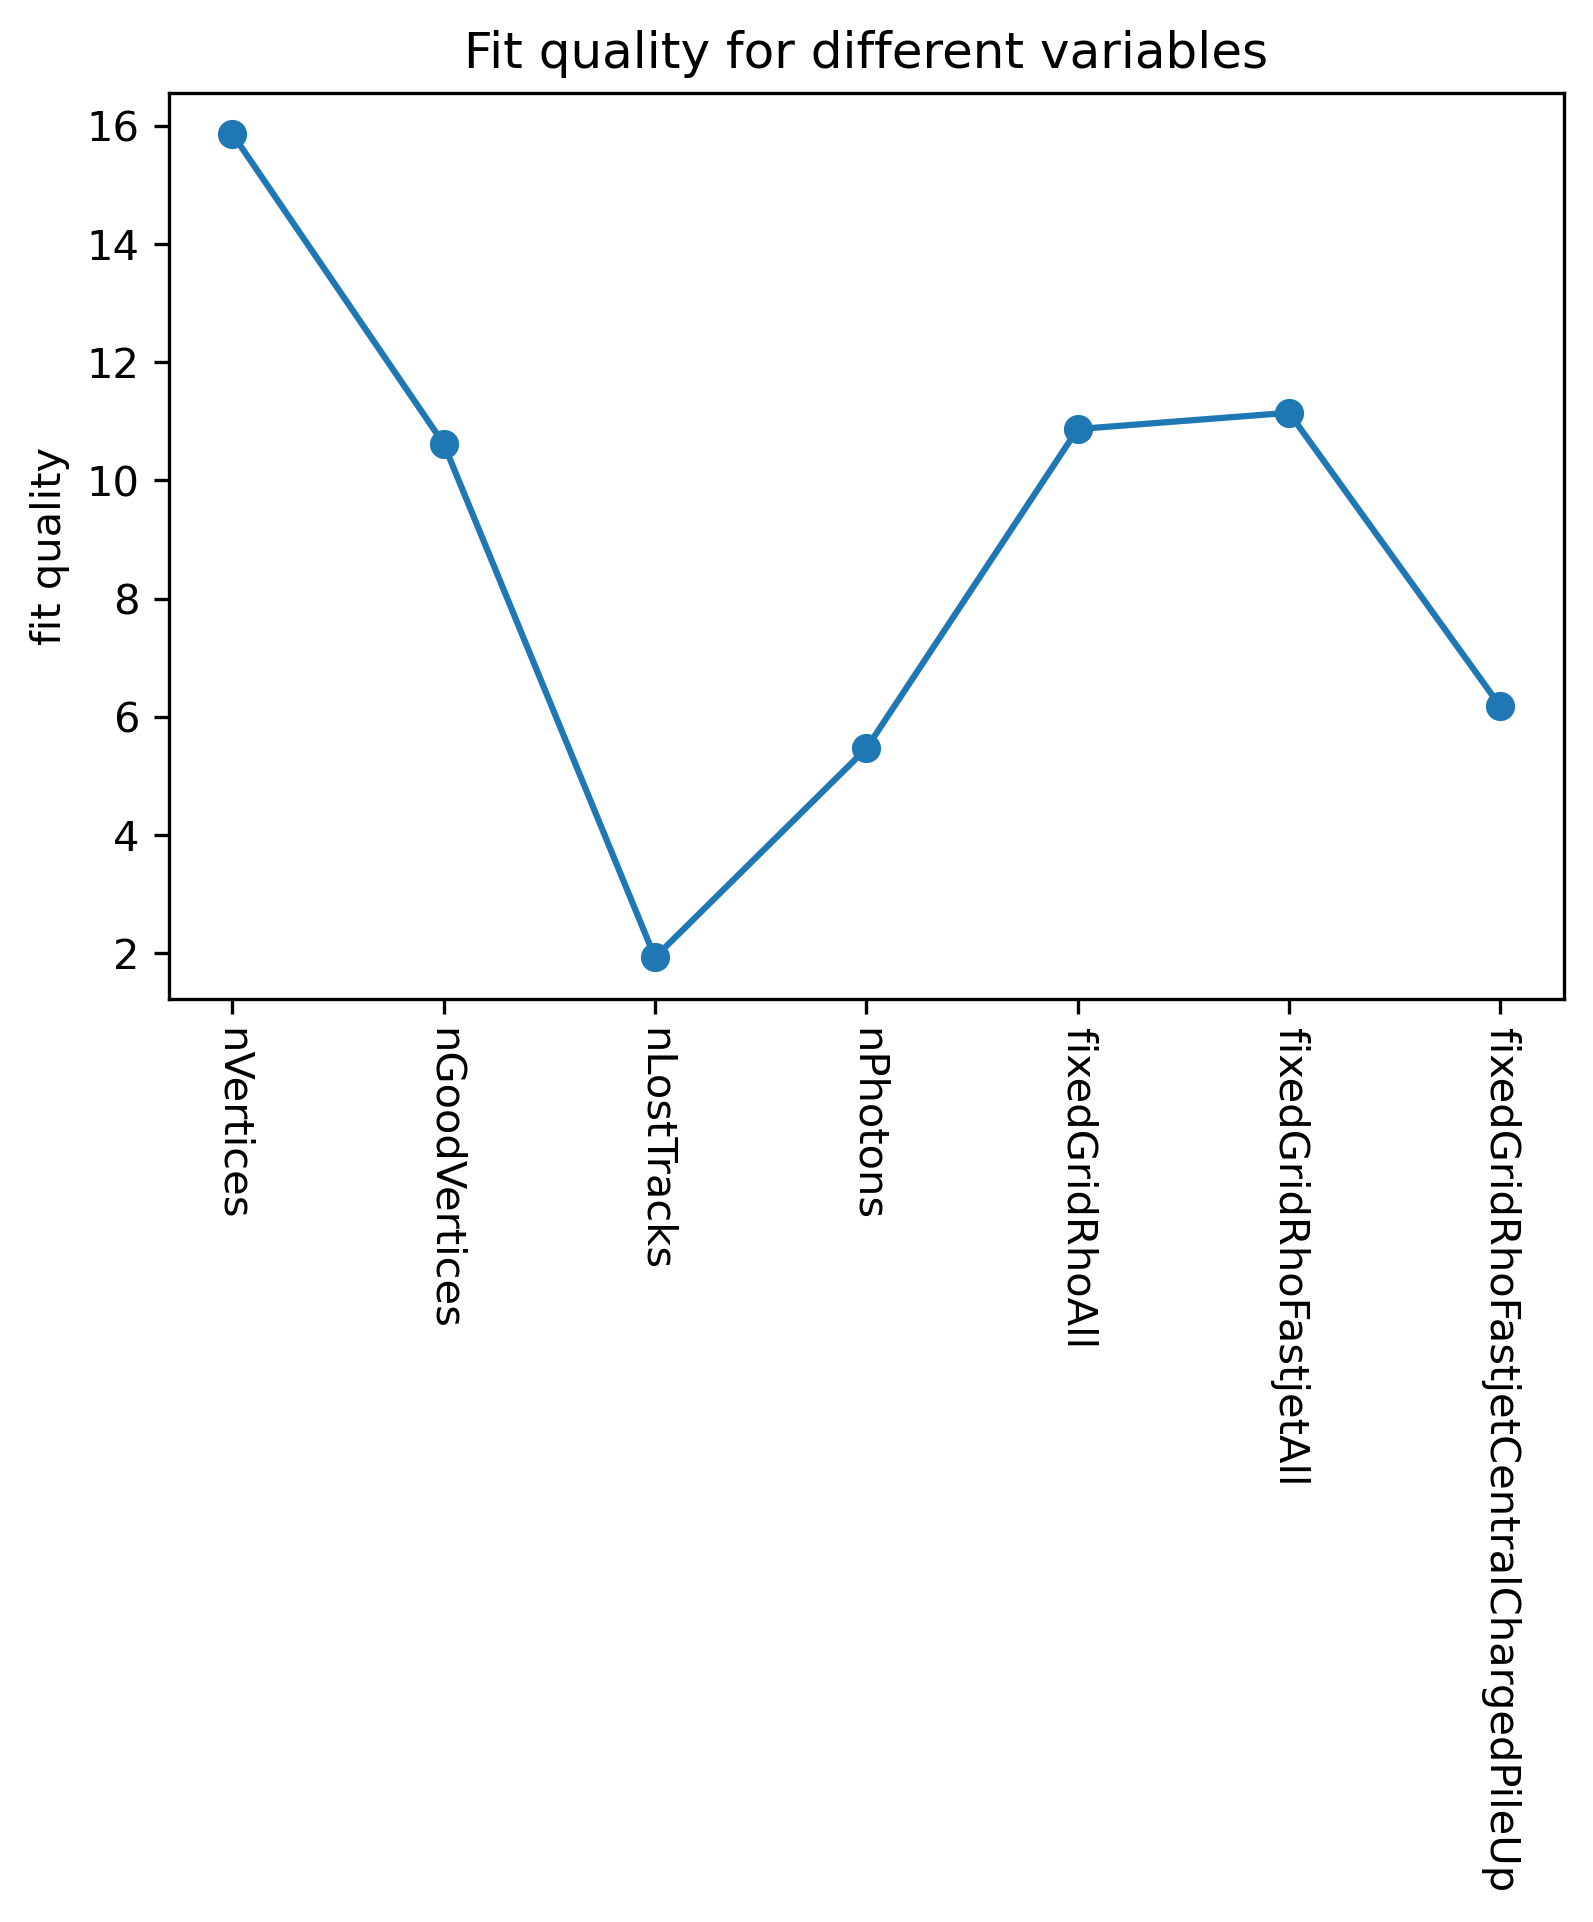 Fit quality for different variables
fit quality
16
14
12
10
8
6
4
2
nVertices
nGoodVertices
nLostTracks
nPhotons
fixedGridRhoAll
fixedGridRhoFastjetAll
fixedGridRhoFastjetCentralChargedPileUp